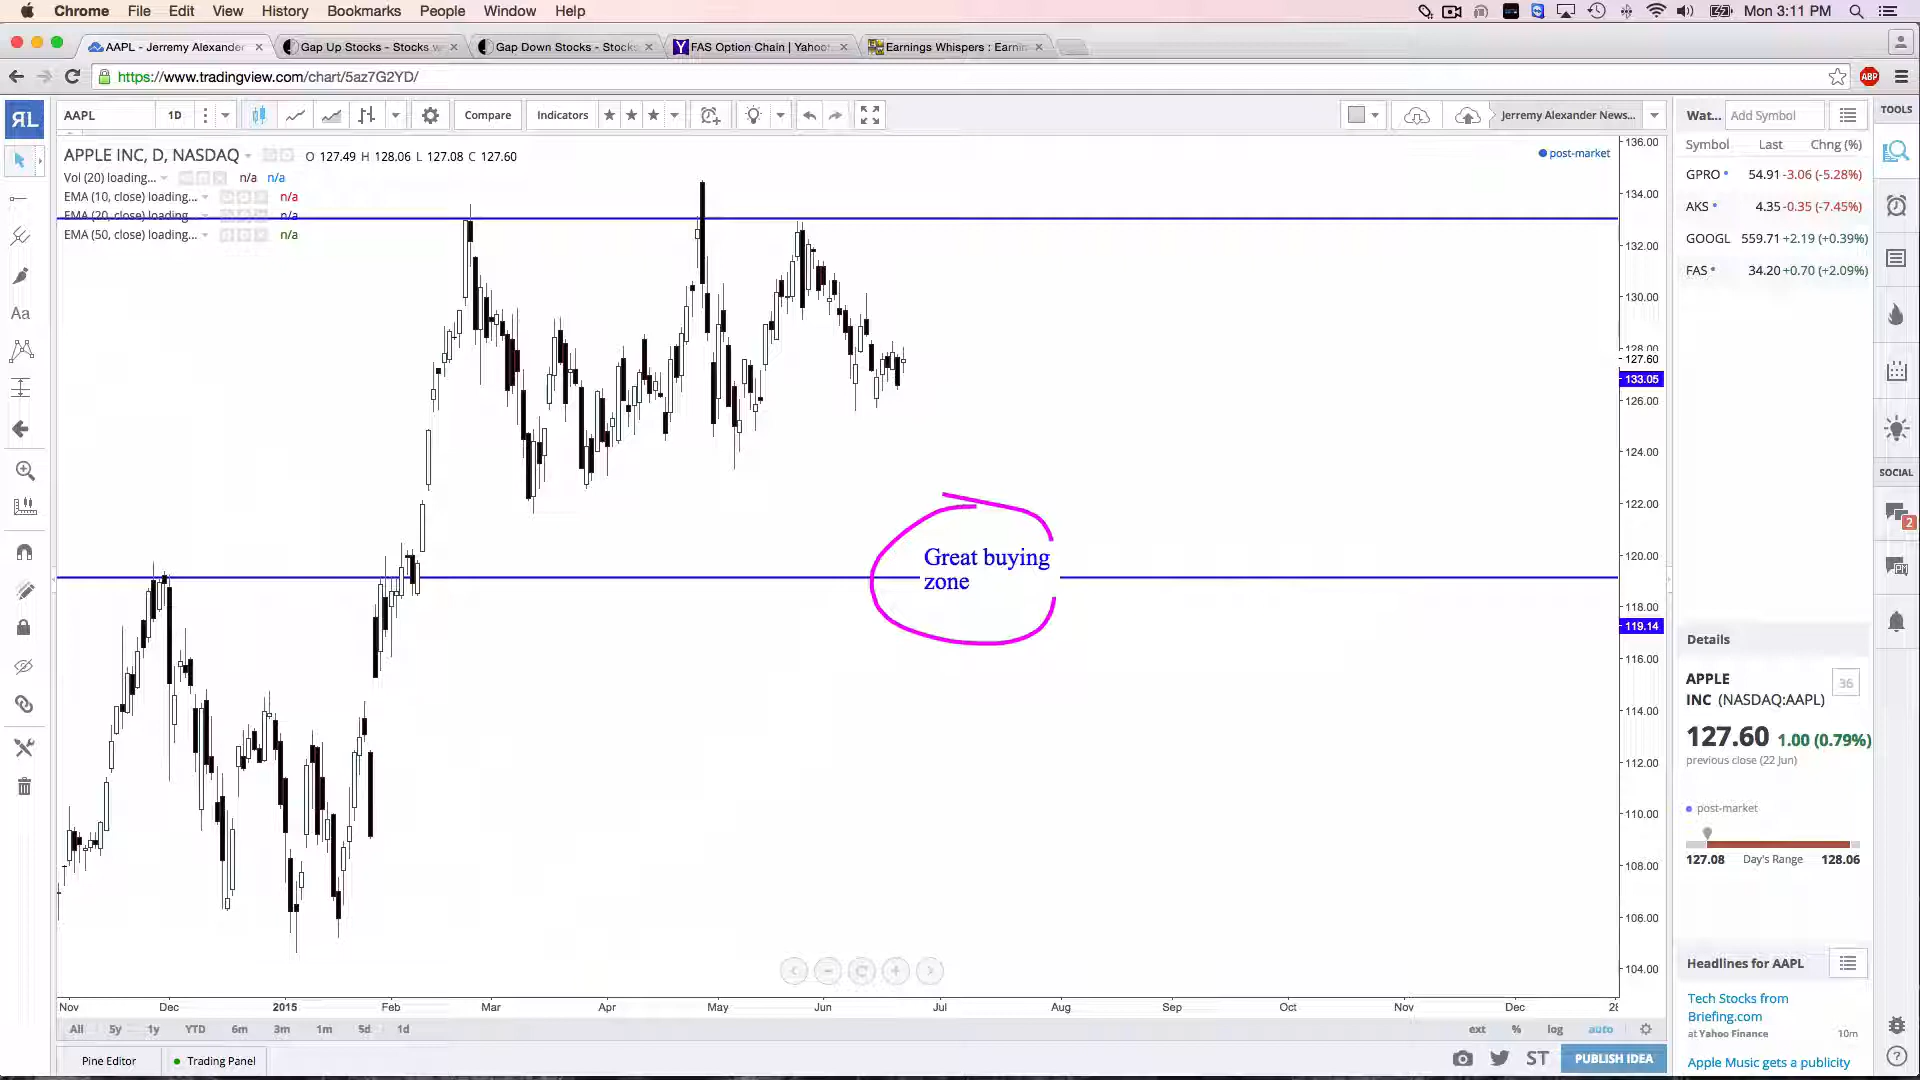 Chrome File Edit View History Bookmarks People Window Help Mon 3:11 PM
AAPL - Jerremy Alexander Gap Up Stocks - Stocks w Gap Down Stocks - Stocks FAS Option Chain | Yahoo! Earnings Whispers : Earnin
https://www.tradingview.com/chart/5az7G2YD/ ABP
AAPL 1D Compare Indicators Jerremy Alexander News... Wat... Add Symbol TOOLS
APPLE INC, D, NASDAQ O 127.49 H 128.06 L 127.08 C 127.60 post-market
Vol (20) loading... n/a n/a
EMA (10, close) loading... n/a
EMA (20, close) loading... n/a
EMA (50, close) loading... n/a
Symbol Last Chng (%)
GPRO 54.91 -3.06 (-5.28%)
AKS 4.35 -0.35 (-7.45%)
GOOGL 559.71 +2.19 (+0.39%)
FAS 34.20 +0.70 (+2.09%)
136.00
134.00
132.00
130.00
128.00
127.60
133.05
126.00
124.00
122.00
120.00
118.00
119.14
116.00
114.00
112.00
110.00
108.00
106.00
104.00
Aa
Great buying
zone
SOCIAL
2
PM
Details
APPLE
INC (NASDAQ:AAPL)
36
127.60 1.00 (0.79%)
previous close (22 Jun)
post-market
127.08 Day's Range 128.06
Headlines for AAPL
Tech Stocks from
Briefing.com
at Yahoo Finance 10m
Apple Music gets a publicity
Nov Dec 2015 Feb Mar Apr May Jun Jul Aug Sep Oct Nov Dec 28
All 5y 1y YTD 6m 3m 1m 5d 1d ext % log auto
Pine Editor Trading Panel ST PUBLISH IDEA